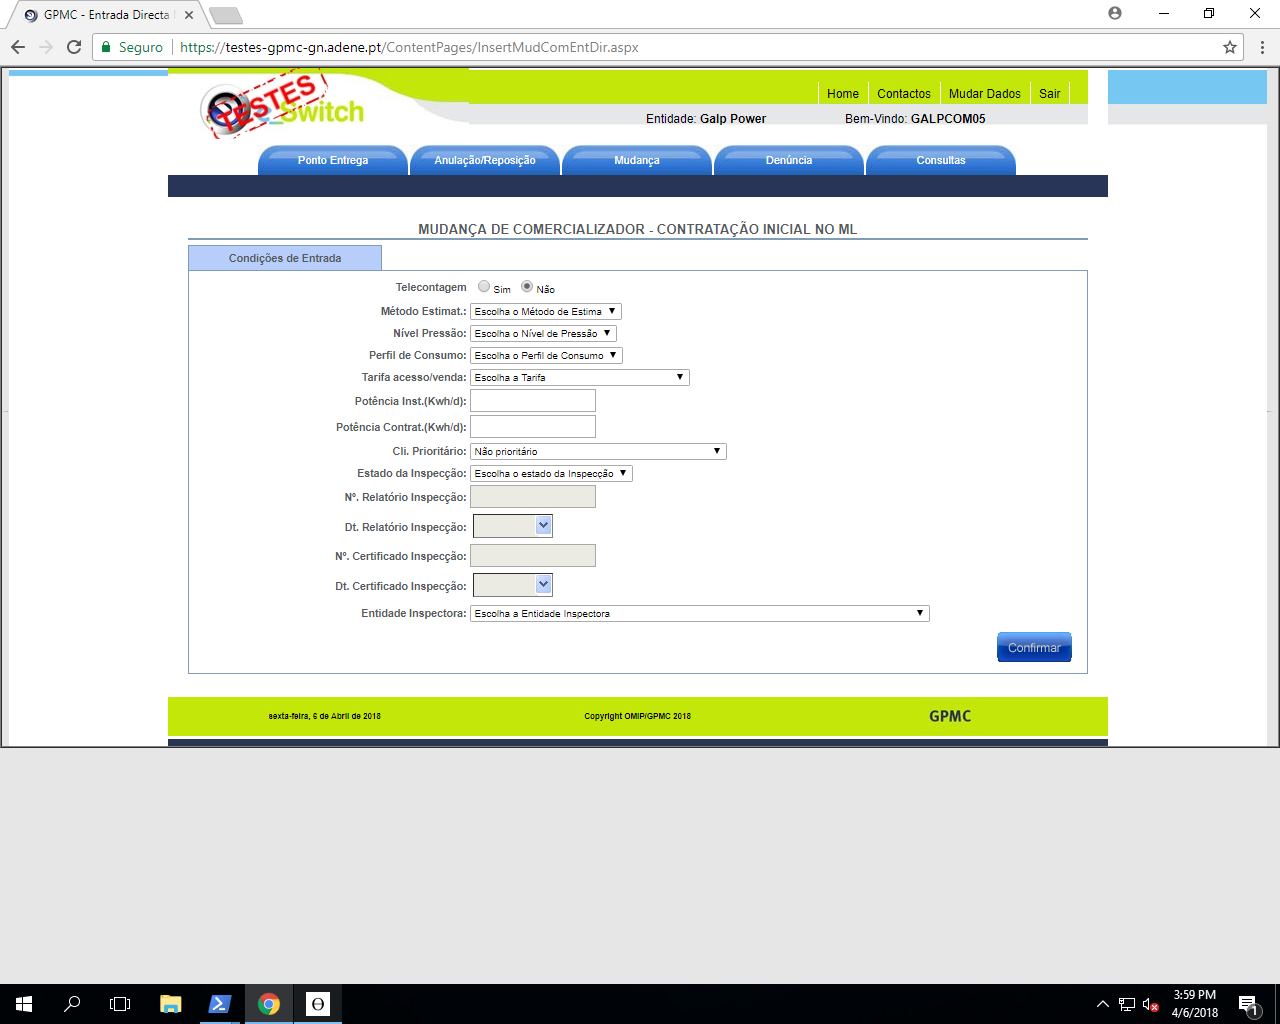 GPMC - Entrada Directa
Seguro
https://testes-gpmc-gn.adene.pt/ContentPages/InsertMudComEntDir.aspx
TESTES
Switch
Home
Contactos
Mudar Dados
Sair
Entidade: Galp Power
Bem-Vindo: GALPCOM05
Ponto Entrega
Anulação/Reposição
Mudança
Denúncia
Consultas
MUDANÇA DE COMERCIALIZADOR - CONTRATAÇÃO INICIAL NO ML
Condições de Entrada
Telecontagem Sim Não
Método Estimat.: Escolha o Método de Estima
Nível Pressão: Escolha o Nível de Pressão
Perfil de Consumo: Escolha o Perfil de Consumo
Tarifa acesso/venda: Escolha a Tarifa
Potência Inst.(Kwh/d):
Potência Contrat.(Kwh/d):
Cli. Prioritário: Não prioritário
Estado da Inspecção: Escolha o estado da Inspecção
Nº. Relatório Inspecção:
Dt. Relatório Inspecção:
Nº. Certificado Inspecção:
Dt. Certificado Inspecção:
Entidade Inspectora: Escolha a Entidade Inspectora
Confirmar
sexta-feira, 6 de Abril de 2018
Copyright OMIP/GPMC 2018
GPMC
3:59 PM
4/6/2018
1